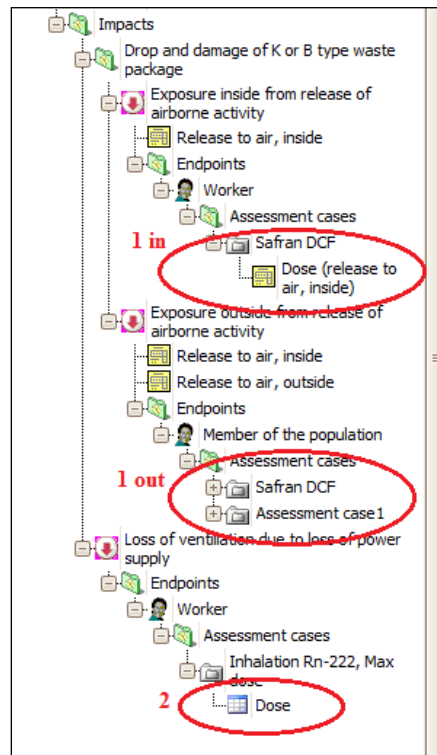 Impacts
Drop and damage of K or B type waste
package
Exposure inside from release of
airborne activity
Release to air, inside
Endpoints
Worker
Assessment cases
1 in
Safran DCF
Dose (release to
air, inside)
Exposure outside from release of
airborne activity
Release to air, inside
Release to air, outside
Endpoints
Member of the population
Assessment cases
1 out
Safran DCF
Assessment case1
Loss of ventilation due to loss of power
supply
Endpoints
Worker
Assessment cases
Inhalation Rn-222, Max
dose
2
Dose